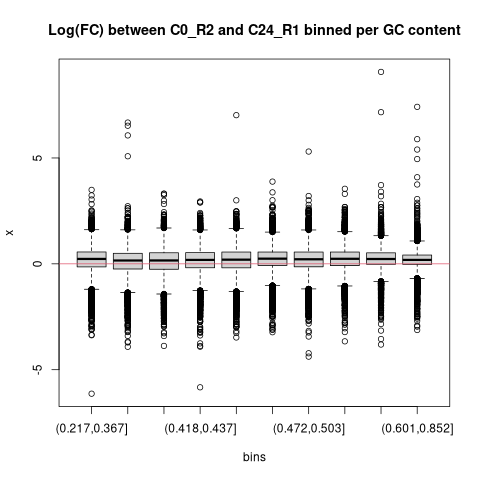 Log(FC) between C0_R2 and C24_R1 binned per GC content
x
5
0
-5
(0.217,0.367] (0.418,0.437] (0.472,0.503] (0.601,0.852]
bins